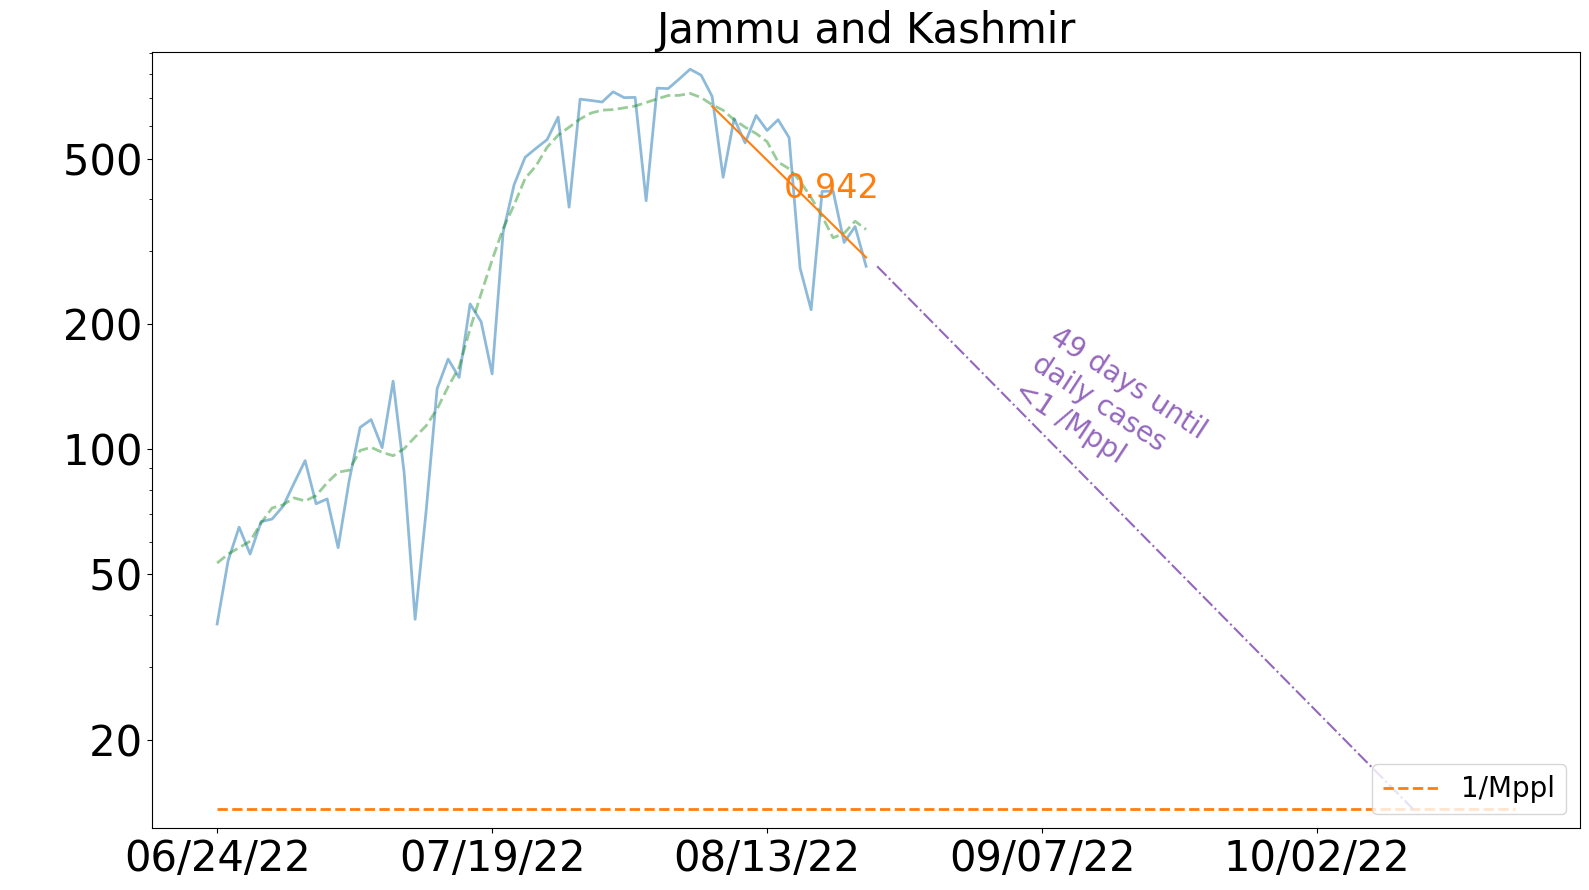 Jammu and Kashmir
500
200
100
50
20
0.942
49 days until
daily cases
<1 /Mppl
1/Mppl
06/24/22
07/19/22
08/13/22
09/07/22
10/02/22